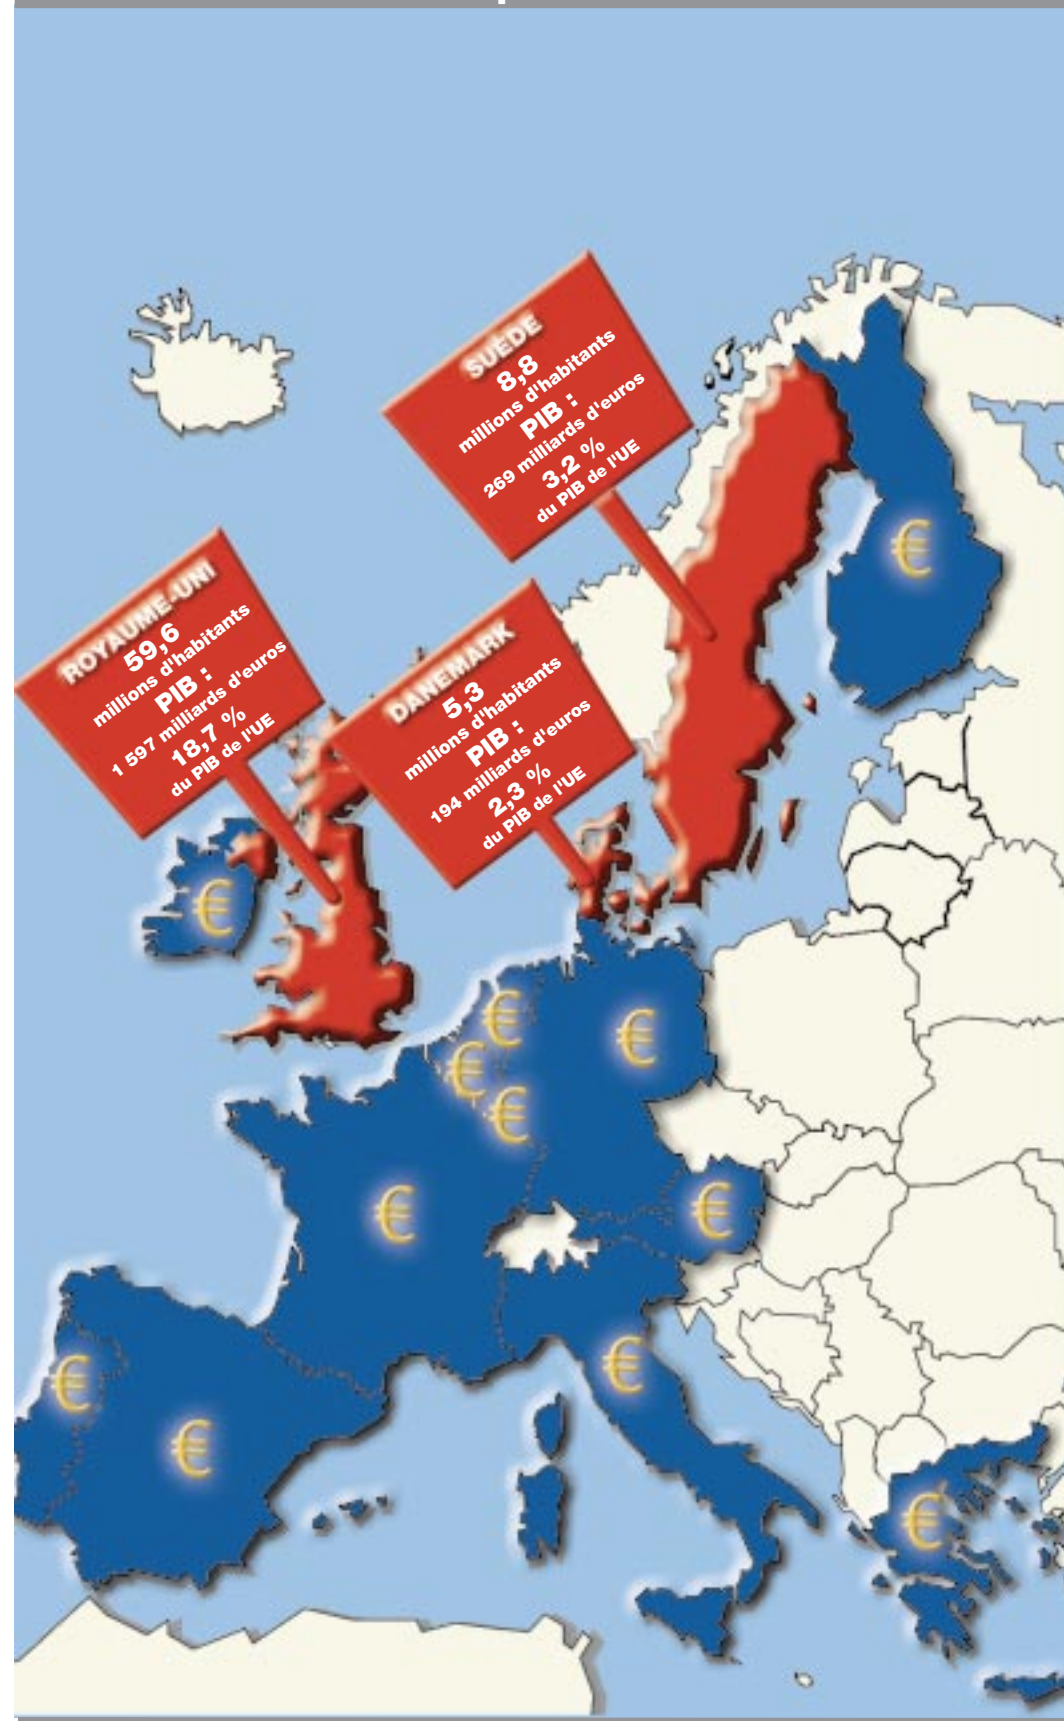 SUEDE
8,8
millions d'habitants
PIB :
269 milliards d'euros
3,2 %
du PIB de l'UE
ROYAUME-UNI
59,6
millions d'habitants
PIB :
1 597 milliards d'euros
18,7 %
du PIB de l'UE
DANEMARK
5,3
millions d'habitants
PIB :
194 milliards d'euros
2,3 %
du PIB de l'UE
€
€
€
€
€
€
€
€
€
€
€
€